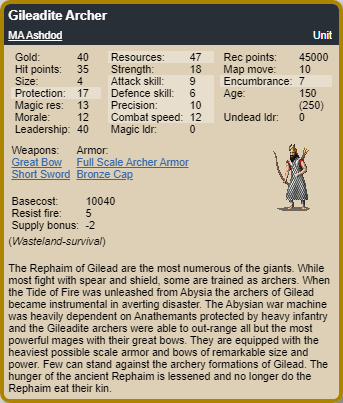 Gileadite Archer
MA Ashdod Unit
Gold: 40 Resources: 47 Rec points: 45000
Hit points: 35 Strength: 18 Map move: 10
Size: 4 Attack skill: 9 Encumbrance: 7
Protection: 17 Defence skill: 6 Age: 150
Magic res: 13 Precision: 10 (250)
Morale: 12 Combat speed: 12 Undead ldr: 0
Leadership: 40 Magic ldr: 0
Weapons: Armor:
Great Bow Full Scale Archer Armor
Short Sword Bronze Cap
Basecost: 10040
Resist fire: 5
Supply bonus: -2
(Wasteland-survival)
The Rephaim of Gilead are the most numerous of the giants. While
most fight with spear and shield, some are trained as archers. When
the Tide of Fire was unleashed from Abysia the archers of Gilead
became instrumental in averting disaster. The Abysian war machine
was heavily dependent on Anathemants protected by heavy infantry
and the Gileadite archers were able to out-range all but the most
powerful mages with their great bows. They are equipped with the
heaviest possible scale armor and bows of remarkable size and
power. Few can stand against the archery formations of Gilead. The
hunger of the ancient Rephaim is lessened and no longer do the
Rephaim eat their kin.